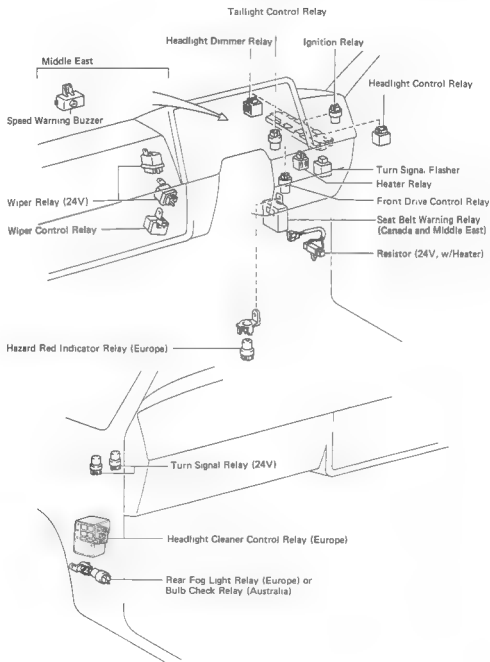 Taillight Control Relay
Headlight Dimmer Relay
Ignition Relay
Middle East
Headlight Control Relay
Speed Warning Buzzer
Turn Signa. Flasher
Heater Relay
Wiper Relay (24V)
Front Drive Control Relay
Seat Belt Warning Relay
(Canada and Middle East)
Wiper Control Relay
Resistor (24V, w/Heater)
Hazard Red Indicator Relay (Europe)
Turn Signal Relay (24V)
Headlight Cleaner Control Relay (Europe)
Rear Fog Light Relay (Europe) or
Bulb Check Relay (Australia)